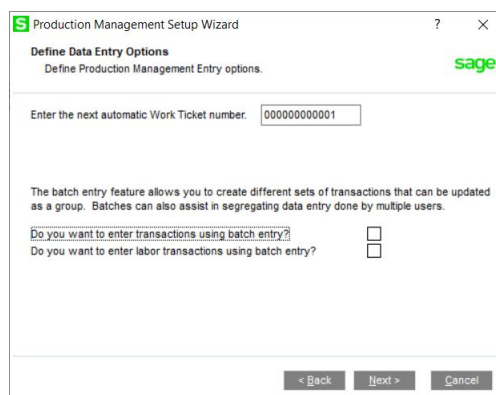 S Production Management Setup Wizard ? ×
Define Data Entry Options
Define Production Management Entry options.
sage
Enter the next automatic Work Ticket number. 000000000001
The batch entry feature allows you to create different sets of transactions that can be updated
as a group. Batches can also assist in segregating data entry done by multiple users.
Do you want to enter transactions using batch entry?
Do you want to enter labor transactions using batch entry?
< Back Next > Cancel